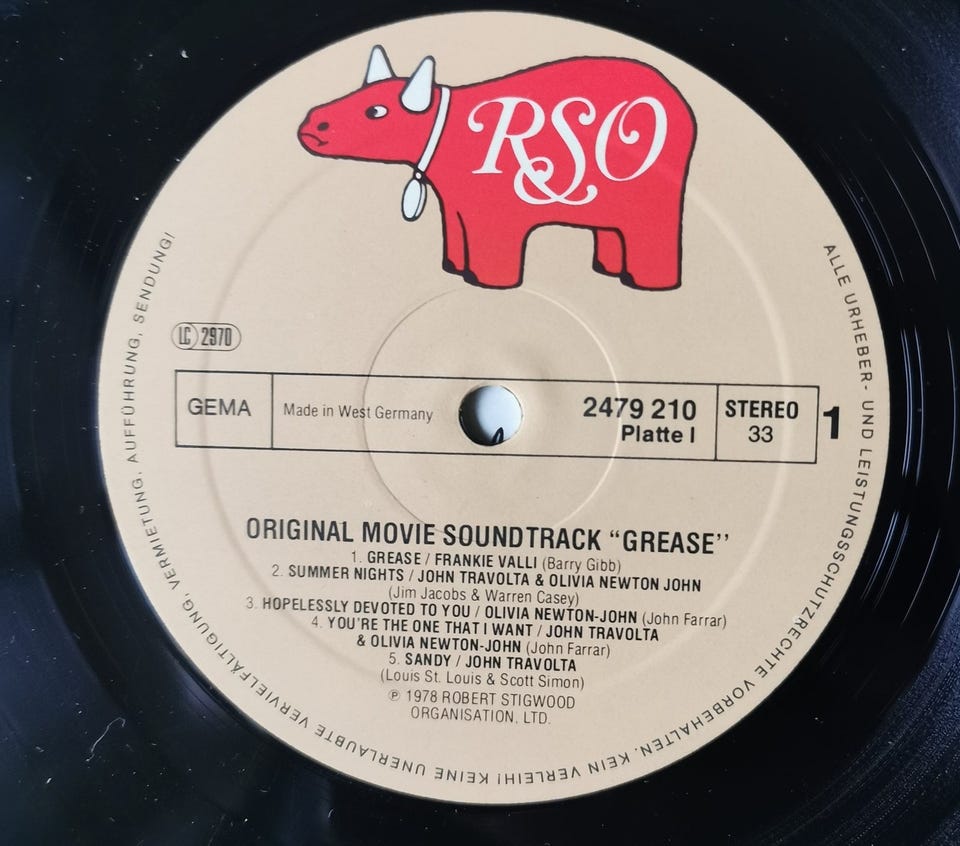 RSO
LC 2970
GEMA
Made in West Germany
2479 210
Platte I
STEREO
33
1
ORIGINAL MOVIE SOUNDTRACK “GREASE’’
1. GREASE / FRANKIE VALLI (Barry Gibb)
2. SUMMER NIGHTS / JOHN TRAVOLTA & OLIVIA NEWTON JOHN
(Jim Jacobs & Warren Casey)
3. HOPELESSLY DEVOTED TO YOU / OLIVIA NEWTON-JOHN (John Farrar)
4. YOU'RE THE ONE THAT I WANT / JOHN TRAVOLTA
& OLIVIA NEWTON-JOHN (John Farrar)
5. SANDY / JOHN TRAVOLTA
(Louis St. Louis & Scott Simon)
℗ 1978 ROBERT STIGWOOD
ORGANISATION, LTD.
ALLE URHEBER- UND LEISTUNGSSCHUTZRECHTE VORBEHALTEN. KEIN VERLEIH! KEINE UNERLAUBTE VERVIELFÄLTIGUNG, VERMIETUNG, AUFFÜHRUNG, SENDUNG!